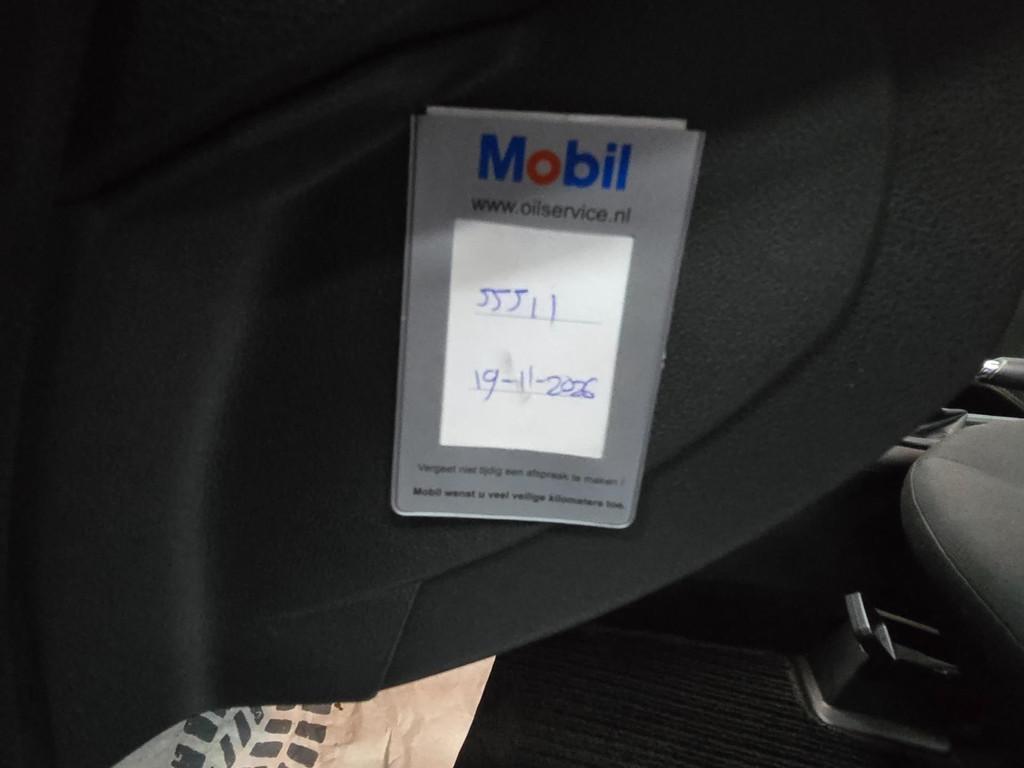 Mobil
www.oilservice.nl
55511
19-11-2026
Vergeet niet tijdig een afspraak te maken !
Mobil wenst u veel veilige kilometers toe.